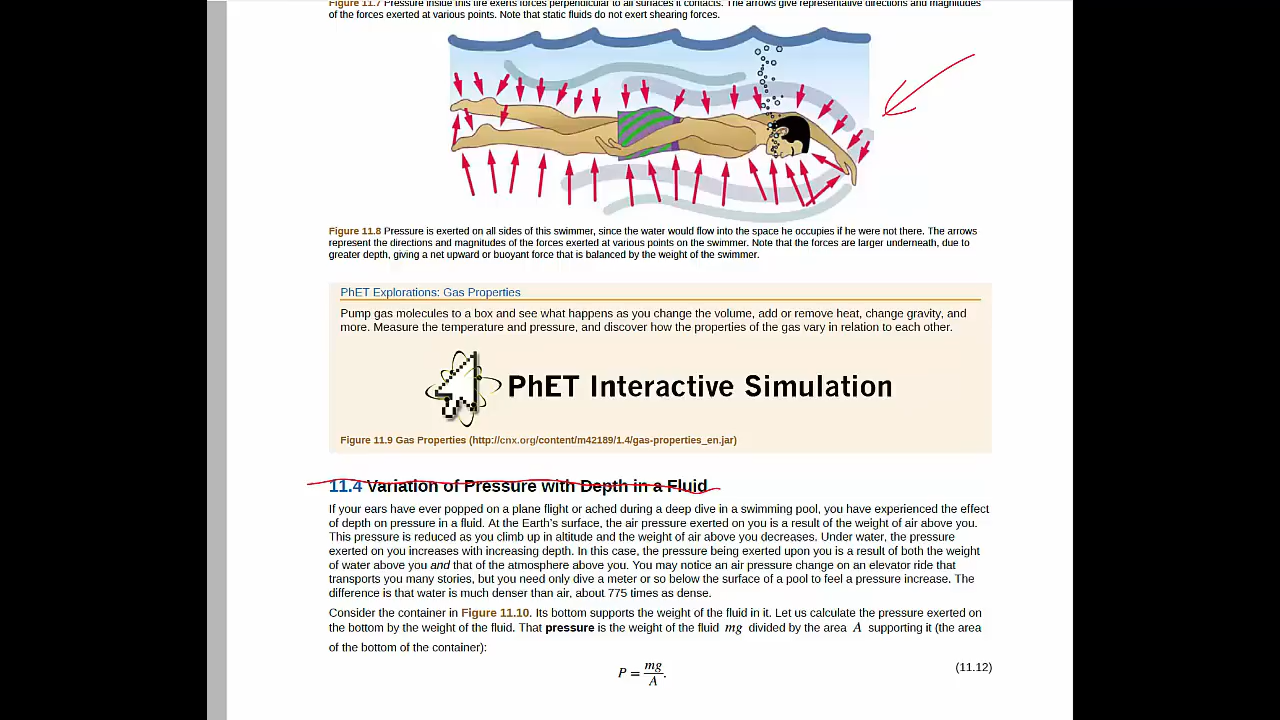 Figure 11.7 Pressure inside this tire exerts forces perpendicular to all surfaces it contacts. The arrows give representative directions and magnitudes
of the forces exerted at various points. Note that static fluids do not exert shearing forces.
Figure 11.8 Pressure is exerted on all sides of this swimmer, since the water would flow into the space he occupies if he were not there. The arrows
represent the directions and magnitudes of the forces exerted at various points on the swimmer. Note that the forces are larger underneath, due to
greater depth, giving a net upward or buoyant force that is balanced by the weight of the swimmer.
PhET Explorations: Gas Properties
Pump gas molecules to a box and see what happens as you change the volume, add or remove heat, change gravity, and
more. Measure the temperature and pressure, and discover how the properties of the gas vary in relation to each other.
PhET Interactive Simulation
Figure 11.9 Gas Properties (http://cnx.org/content/m42189/1.4/gas-properties_en.jar)
11.4 Variation of Pressure with Depth in a Fluid
If your ears have ever popped on a plane flight or ached during a deep dive in a swimming pool, you have experienced the effect
of depth on pressure in a fluid. At the Earth's surface, the air pressure exerted on you is a result of the weight of air above you.
This pressure is reduced as you climb up in altitude and the weight of air above you decreases. Under water, the pressure
exerted on you increases with increasing depth. In this case, the pressure being exerted upon you is a result of both the weight
of water above you and that of the atmosphere above you. You may notice an air pressure change on an elevator ride that
transports you many stories, but you need only dive a meter or so below the surface of a pool to feel a pressure increase. The
difference is that water is much denser than air, about 775 times as dense.
Consider the container in Figure 11.10. Its bottom supports the weight of the fluid in it. Let us calculate the pressure exerted on
the bottom by the weight of the fluid. That pressure is the weight of the fluid mg divided by the area A supporting it (the area
of the bottom of the container):
P = mg/A. (11.12)